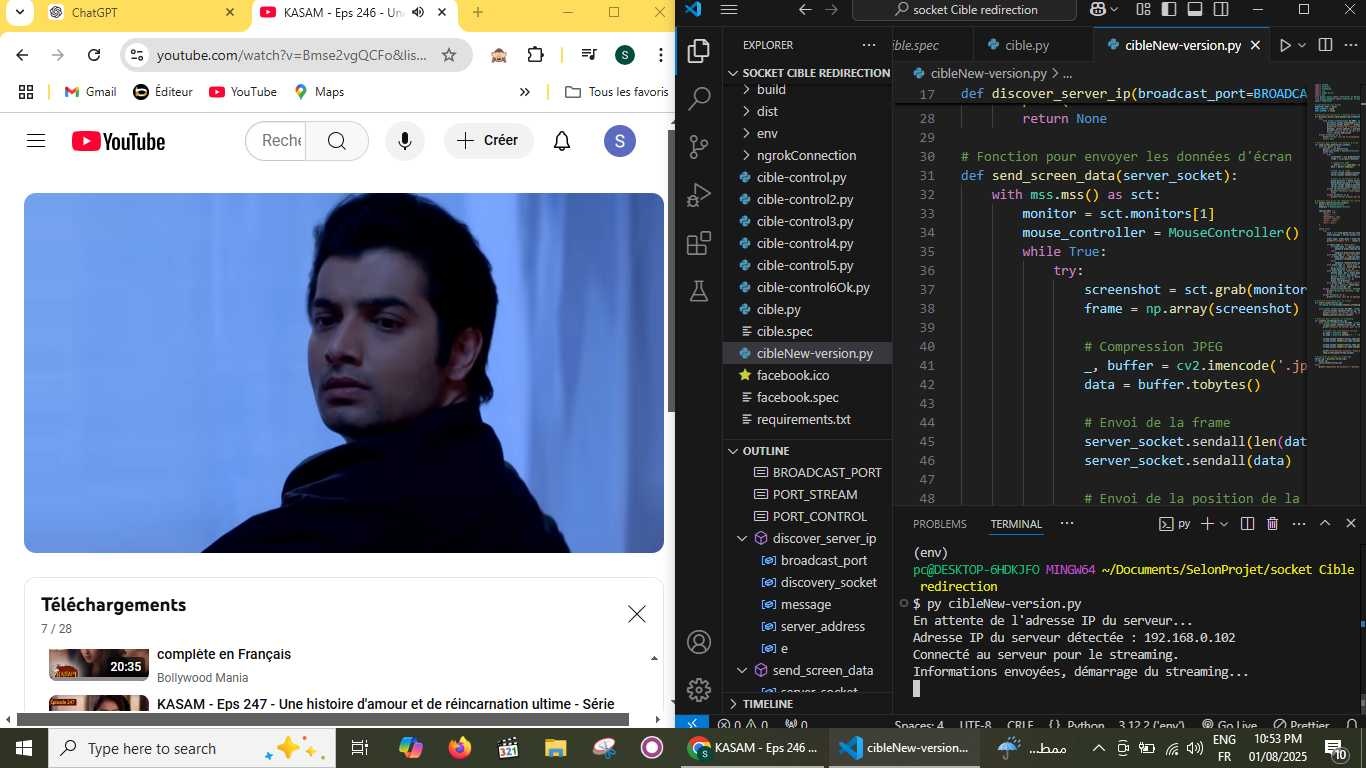 ChatGPT
KASAM - Eps 246 - Un
youtube.com/watch?v=Bmse2vgQCFo&lis...
S
Gmail
Éditeur
YouTube
Maps
»
Tous les favoris
YouTube
Reche
Créer
S
Téléchargements
7 / 28
20:35
complète en Français
Bollywood Mania
KASAM - Eps 247 - Une histoire d'amour et de réincarnation ultime - Série
socket Cible redirection
EXPLORER
SOCKET CIBLE REDIRECTION
build
dist
env
ngrokConnection
cible-control.py
cible-control2.py
cible-control3.py
cible-control4.py
cible-control5.py
cible-control6Ok.py
cible.py
cible.spec
cibleNew-version.py
facebook.ico
facebook.spec
requirements.txt
OUTLINE
BROADCAST_PORT
PORT_STREAM
PORT_CONTROL
discover_server_ip
broadcast_port
discovery_socket
message
server_address
e
send_screen_data
server_socket
TIMELINE
ible.spec
cible.py
cibleNew-version.py
cibleNew-version.py > ...
17 def discover_server_ip(broadcast_port=BROADCA
28 return None
29
30 # Fonction pour envoyer les données d'écran
31 def send_screen_data(server_socket):
32 with mss.mss() as sct:
33 monitor = sct.monitors[1]
34 mouse_controller = MouseController()
35 while True:
36 try:
37 screenshot = sct.grab(monitor
38 frame = np.array(screenshot)
39
40 # Compression JPEG
41 _, buffer = cv2.imencode('.jp
42 data = buffer.tobytes()
43
44 # Envoi de la frame
45 server_socket.sendall(len(dat
46 server_socket.sendall(data)
47
48 # Envoi de la position de la
PROBLEMS
TERMINAL
py
(env)
pc@DESKTOP-6HDKJFO MINGW64 ~/Documents/SelonProjet/socket Cible
redirection
$ py cibleNew-version.py
En attente de l'adresse IP du serveur...
Adresse IP du serveur détectée : 192.168.0.102
Connecté au serveur pour le streaming.
Informations envoyées, démarrage du streaming...
0 0 0
Spaces: 4 UTF-8 CRLF {} Python 3.12.2 ('env') Go Live Prettier
Type here to search
KASAM - Eps 246 ...
cibleNew-version...
ممط...
ENG
FR
10:53 PM
01/08/2025
10